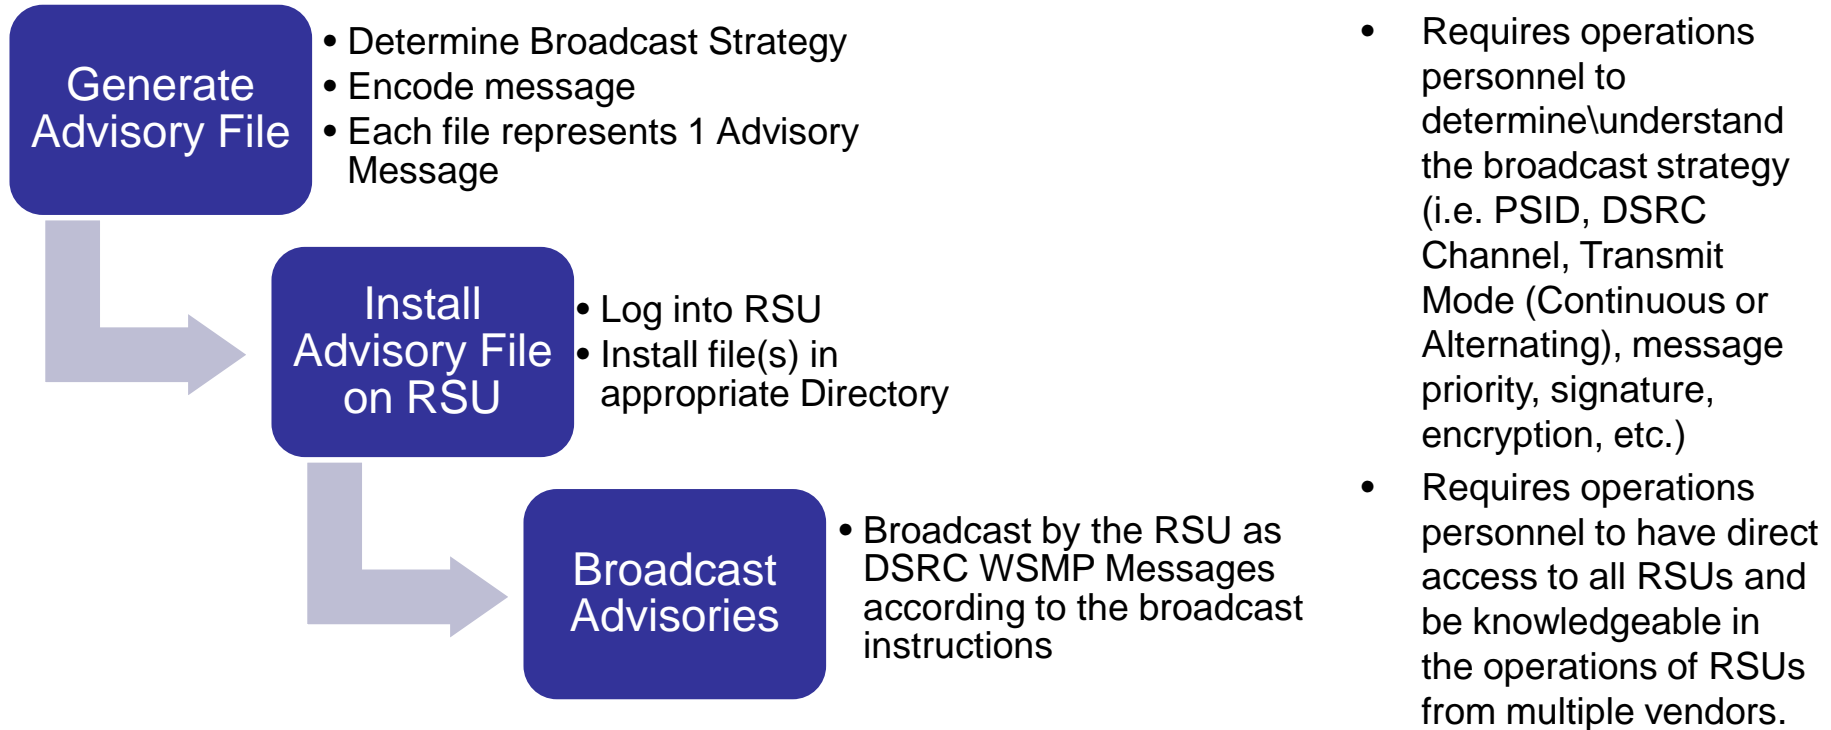 Generate
Advisory File
• Determine Broadcast Strategy
• Encode message
• Each file represents 1 Advisory
Message
Install
Advisory File
on RSU
• Log into RSU
• Install file(s) in
appropriate Directory
Broadcast
Advisories
• Broadcast by the RSU as
DSRC WSMP Messages
according to the broadcast
instructions
• Requires operations
personnel to
determine\understand
the broadcast strategy
(i.e. PSID, DSRC
Channel, Transmit
Mode (Continuous or
Alternating), message
priority, signature,
encryption, etc.)
• Requires operations
personnel to have direct
access to all RSUs and
be knowledgeable in
the operations of RSUs
from multiple vendors.